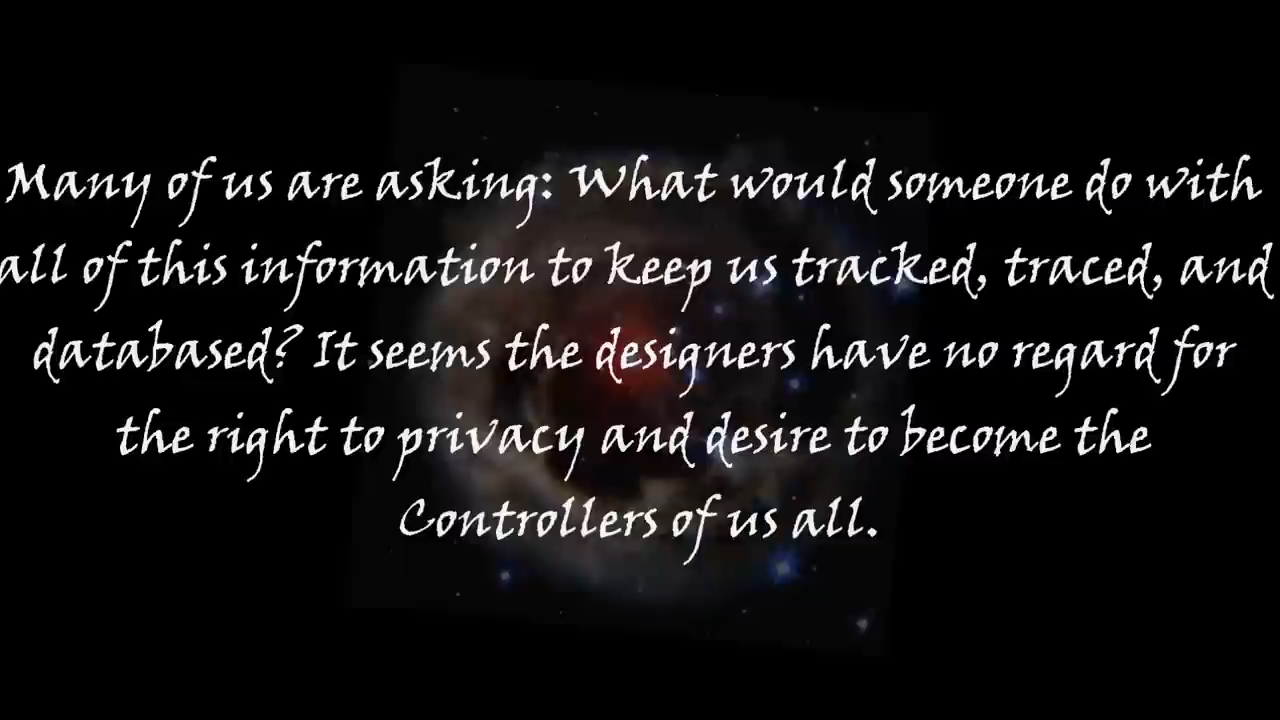 Many of us are asking: What would someone do with
all of this information to keep us tracked, traced, and
databased? It seems the designers have no regard for
the right to privacy and desire to become the
Controllers of us all.